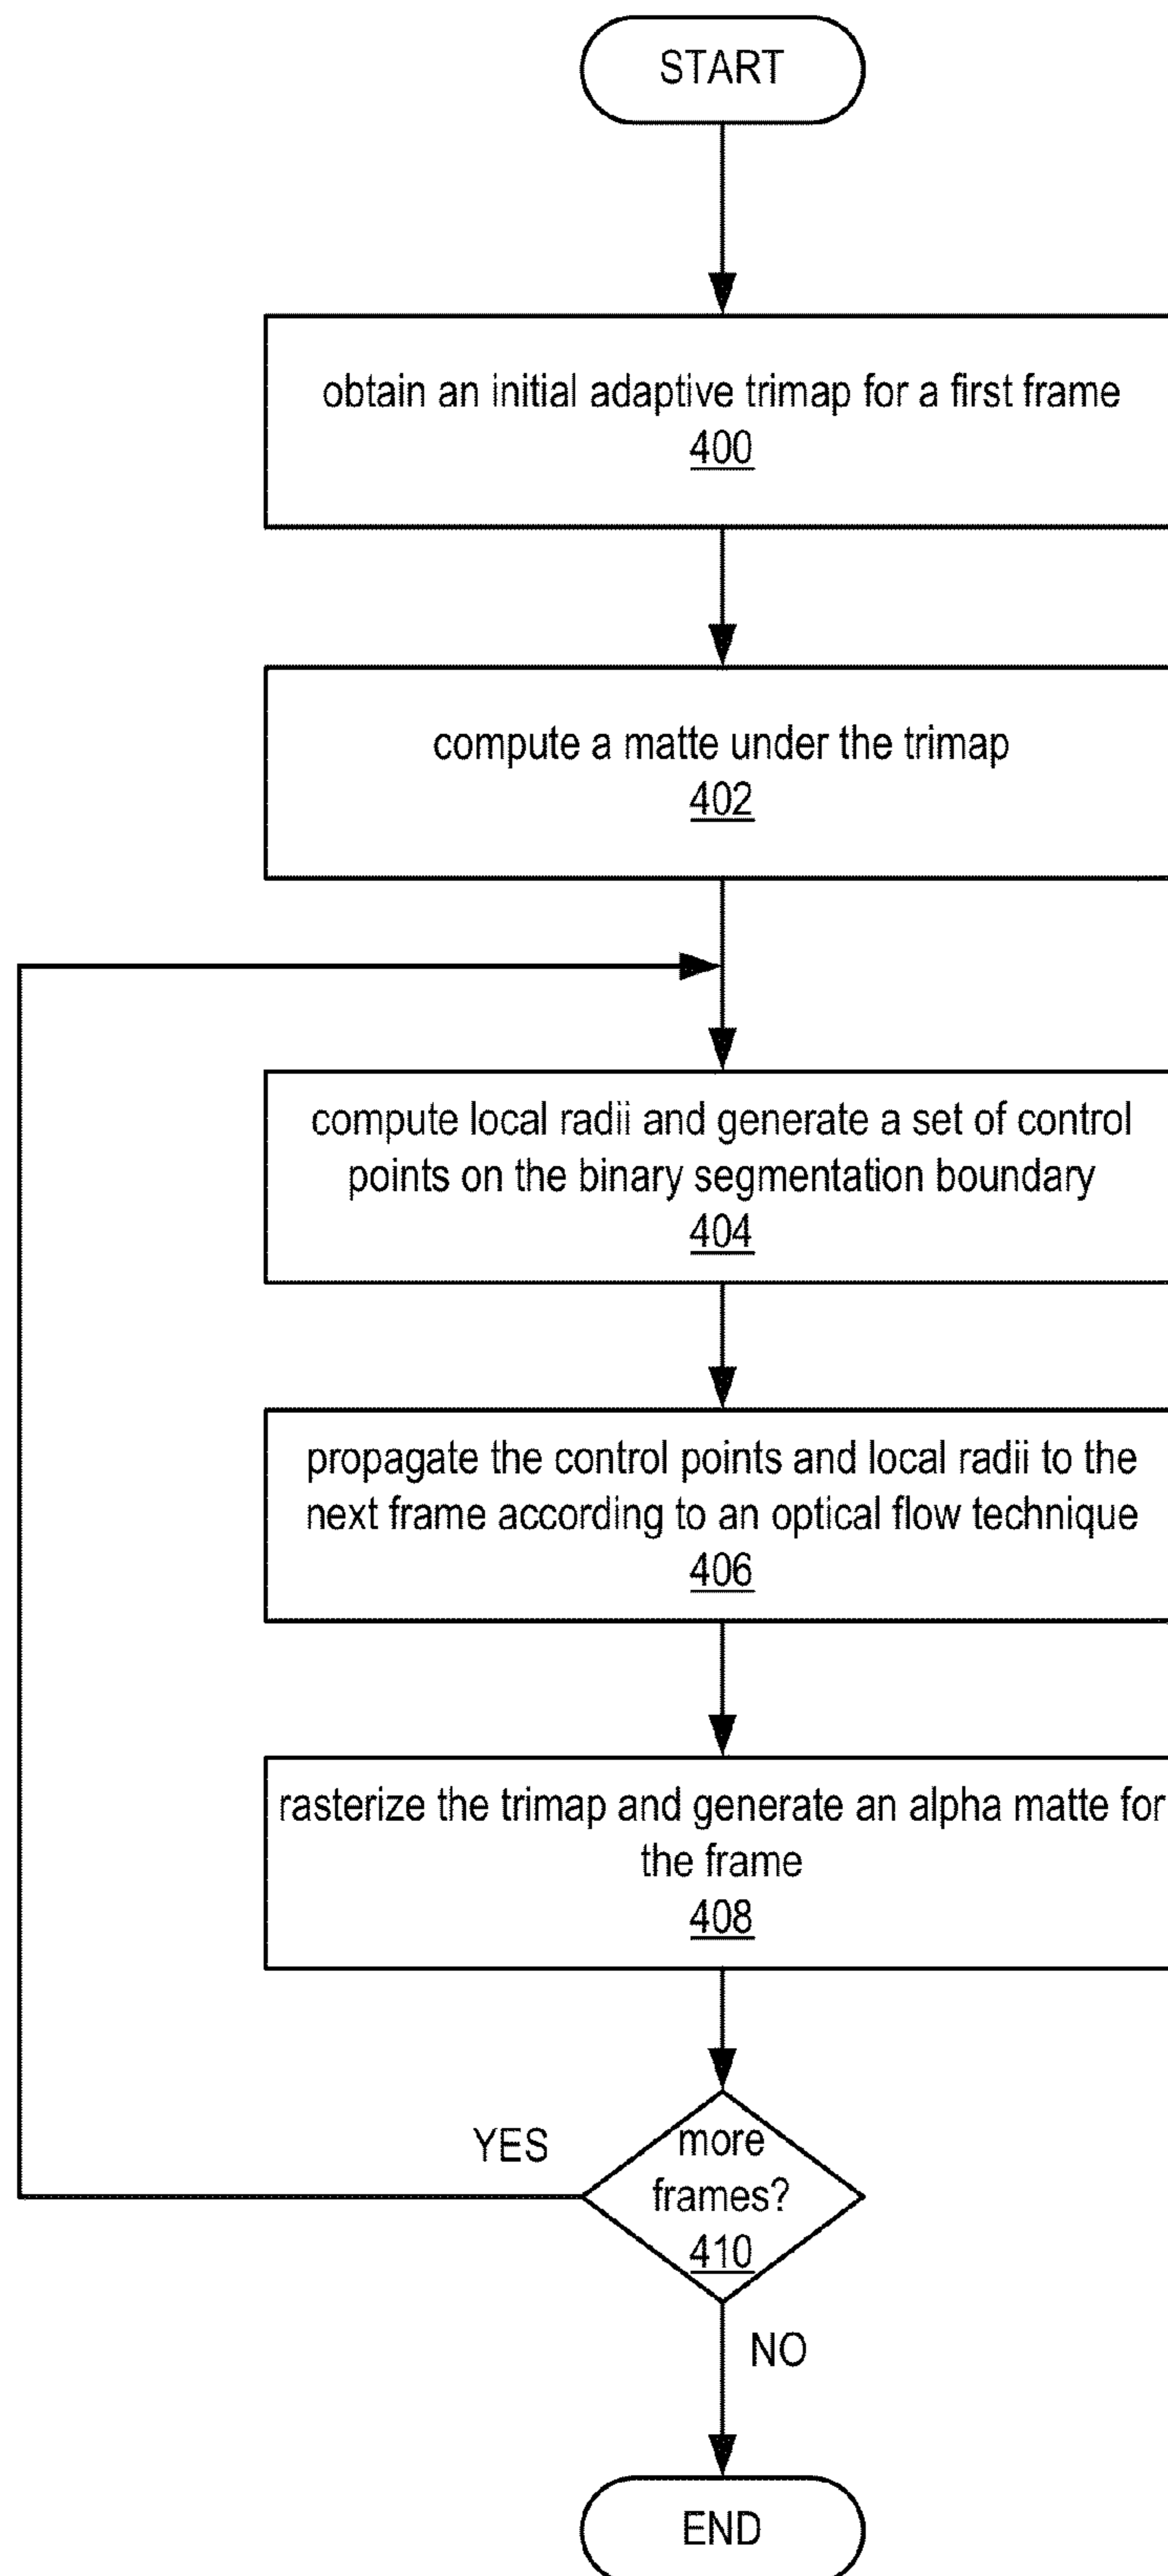 START
obtain an initial adaptive trimap for a first frame
400
compute a matte under the trimap
402
compute local radii and generate a set of control
points on the binary segmentation boundary
404
propagate the control points and local radii to the
next frame according to an optical flow technique
406
rasterize the trimap and generate an alpha matte for
the frame
408
YES
more
frames?
410
NO
END